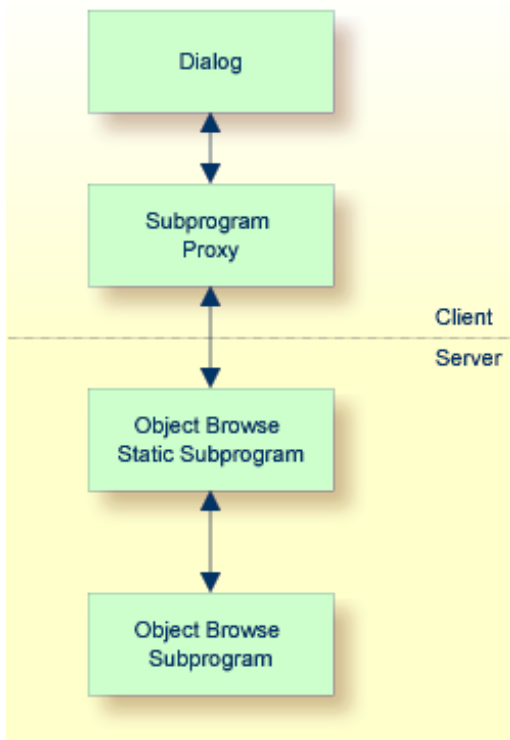 Dialog
Subprogram
Proxy
Client
Server
Object Browse
Static Subprogram
Object Browse
Subprogram